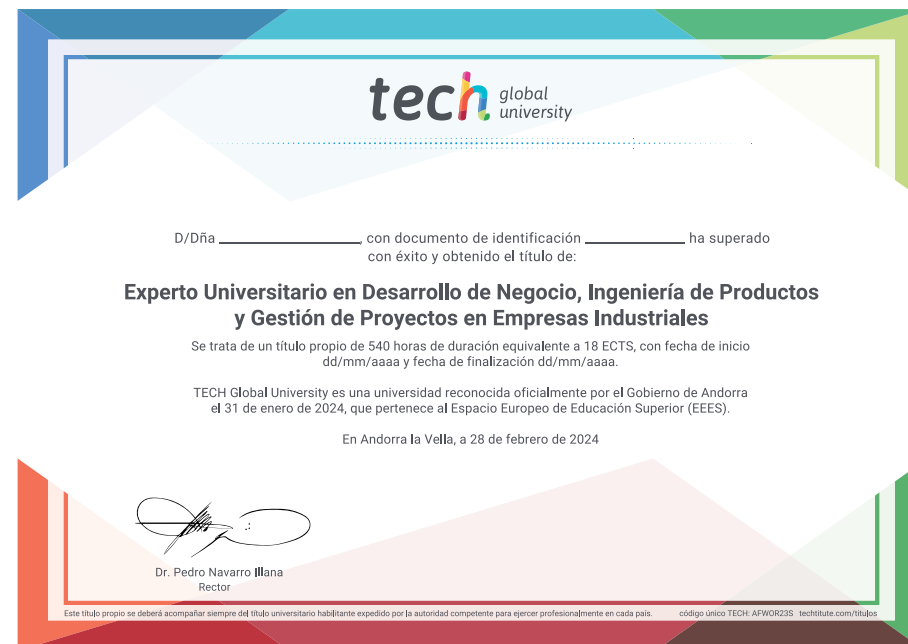 tech global university
D/Dña ____________________, con documento de identificación ______________ ha superado
con éxito y obtenido el título de:
Experto Universitario en Desarrollo de Negocio, Ingeniería de Productos
y Gestión de Proyectos en Empresas Industriales
Se trata de un título propio de 540 horas de duración equivalente a 18 ECTS, con fecha de inicio
dd/mm/aaaa y fecha de finalización dd/mm/aaaa.
TECH Global University es una universidad reconocida oficialmente por el Gobierno de Andorra
el 31 de enero de 2024, que pertenece al Espacio Europeo de Educación Superior (EEES).
En Andorra la Vella, a 28 de febrero de 2024
Dr. Pedro Navarro Illana
Rector
Este título propio se deberá acompañar siempre del título universitario habilitante expedido por la autoridad competente para ejercer profesionalmente en cada país. código único TECH: AFWOR23S techtitute.com/titulos